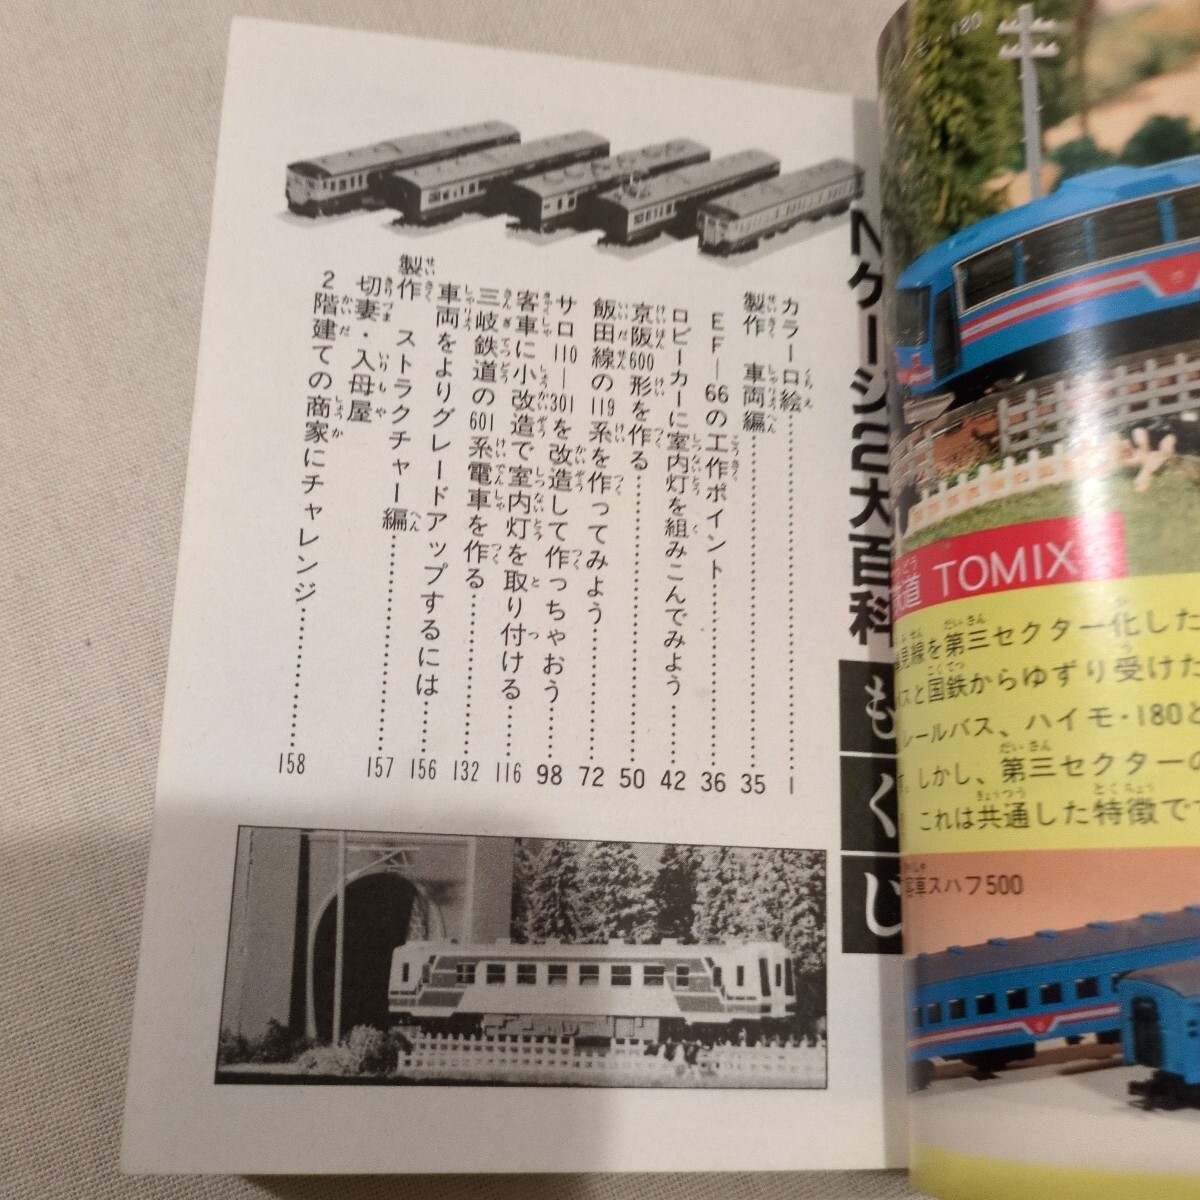 Nゲージ大百科
もくじ
カラー口絵 1
製作 車両編 35
EF-66の工作ポイント 36
ロビーカーに室内灯を組みこんでみよう 42
京阪600形を作る 50
飯田線の119系を作ってみよう 72
サロ110-301を改造して作っちゃおう 98
客車に小改造で室内灯を取り付ける 116
三岐鉄道の601系電車を作る 132
車両をよりグレードアップするには 156
製作 ストラクチャー編 157
切妻・入母屋
2階建ての商家にチャレンジ 158
道 TOMIX
見線を第三セクター化した
バスと国鉄からゆずり受けた
レールバス、ハイモ・180と
しかし、第三セクターの
これは共通した特徴で
客車スハフ500